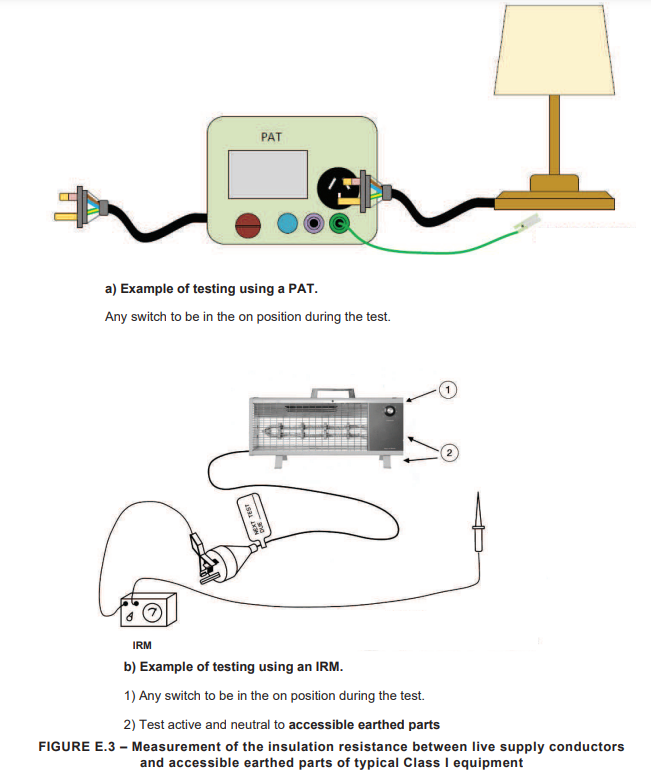 PAT
a) Example of testing using a PAT.
Any switch to be in the on position during the test.
1
2
NEXT TEST
DUE
IRM
b) Example of testing using an IRM.
1) Any switch to be in the on position during the test.
2) Test active and neutral to accessible earthed parts
FIGURE E.3 – Measurement of the insulation resistance between live supply conductors
and accessible earthed parts of typical Class I equipment